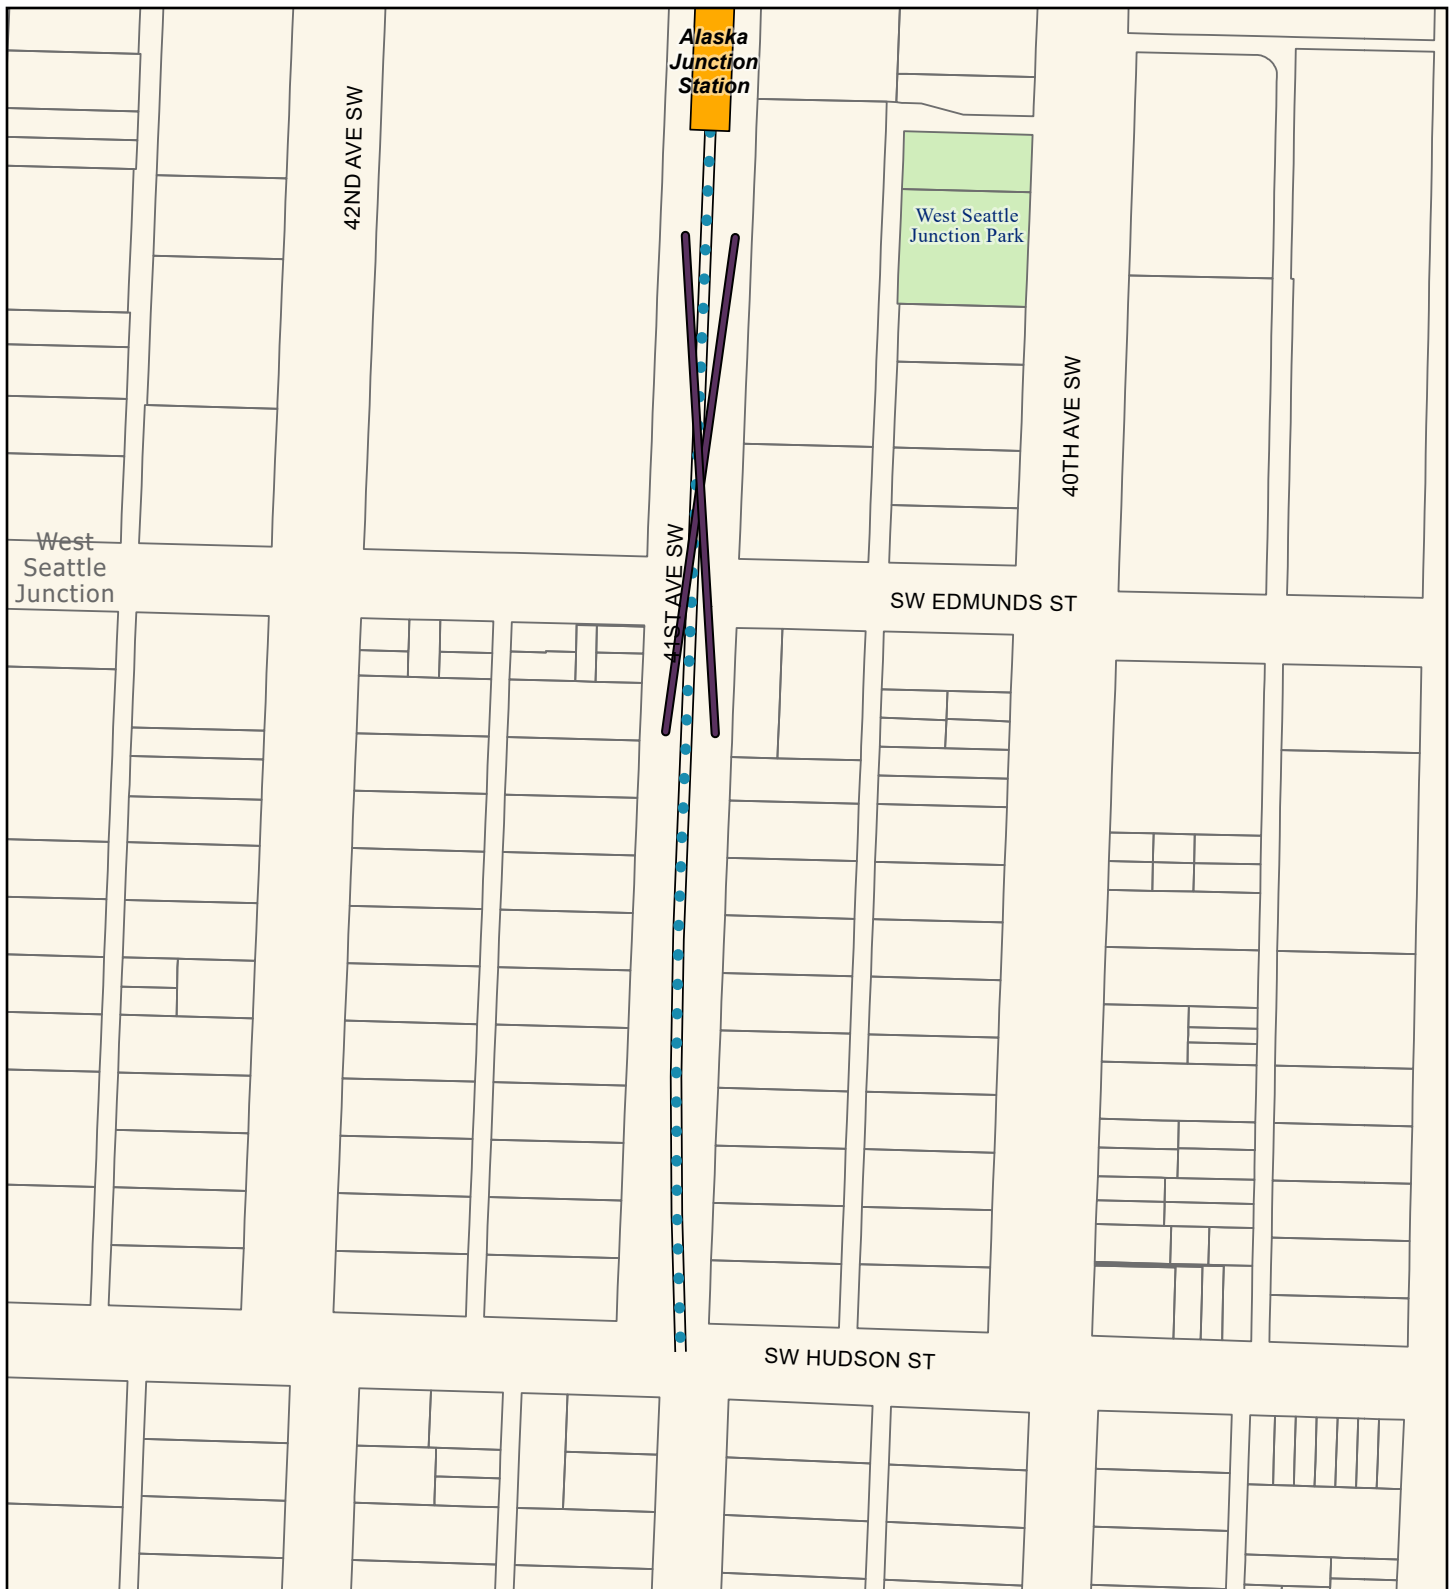 Alaska
Junction
Station
42ND AVE SW
West Seattle
Junction Park
40TH AVE SW
West
Seattle
Junction
41ST AVE SW
SW EDMUNDS ST
SW HUDSON ST